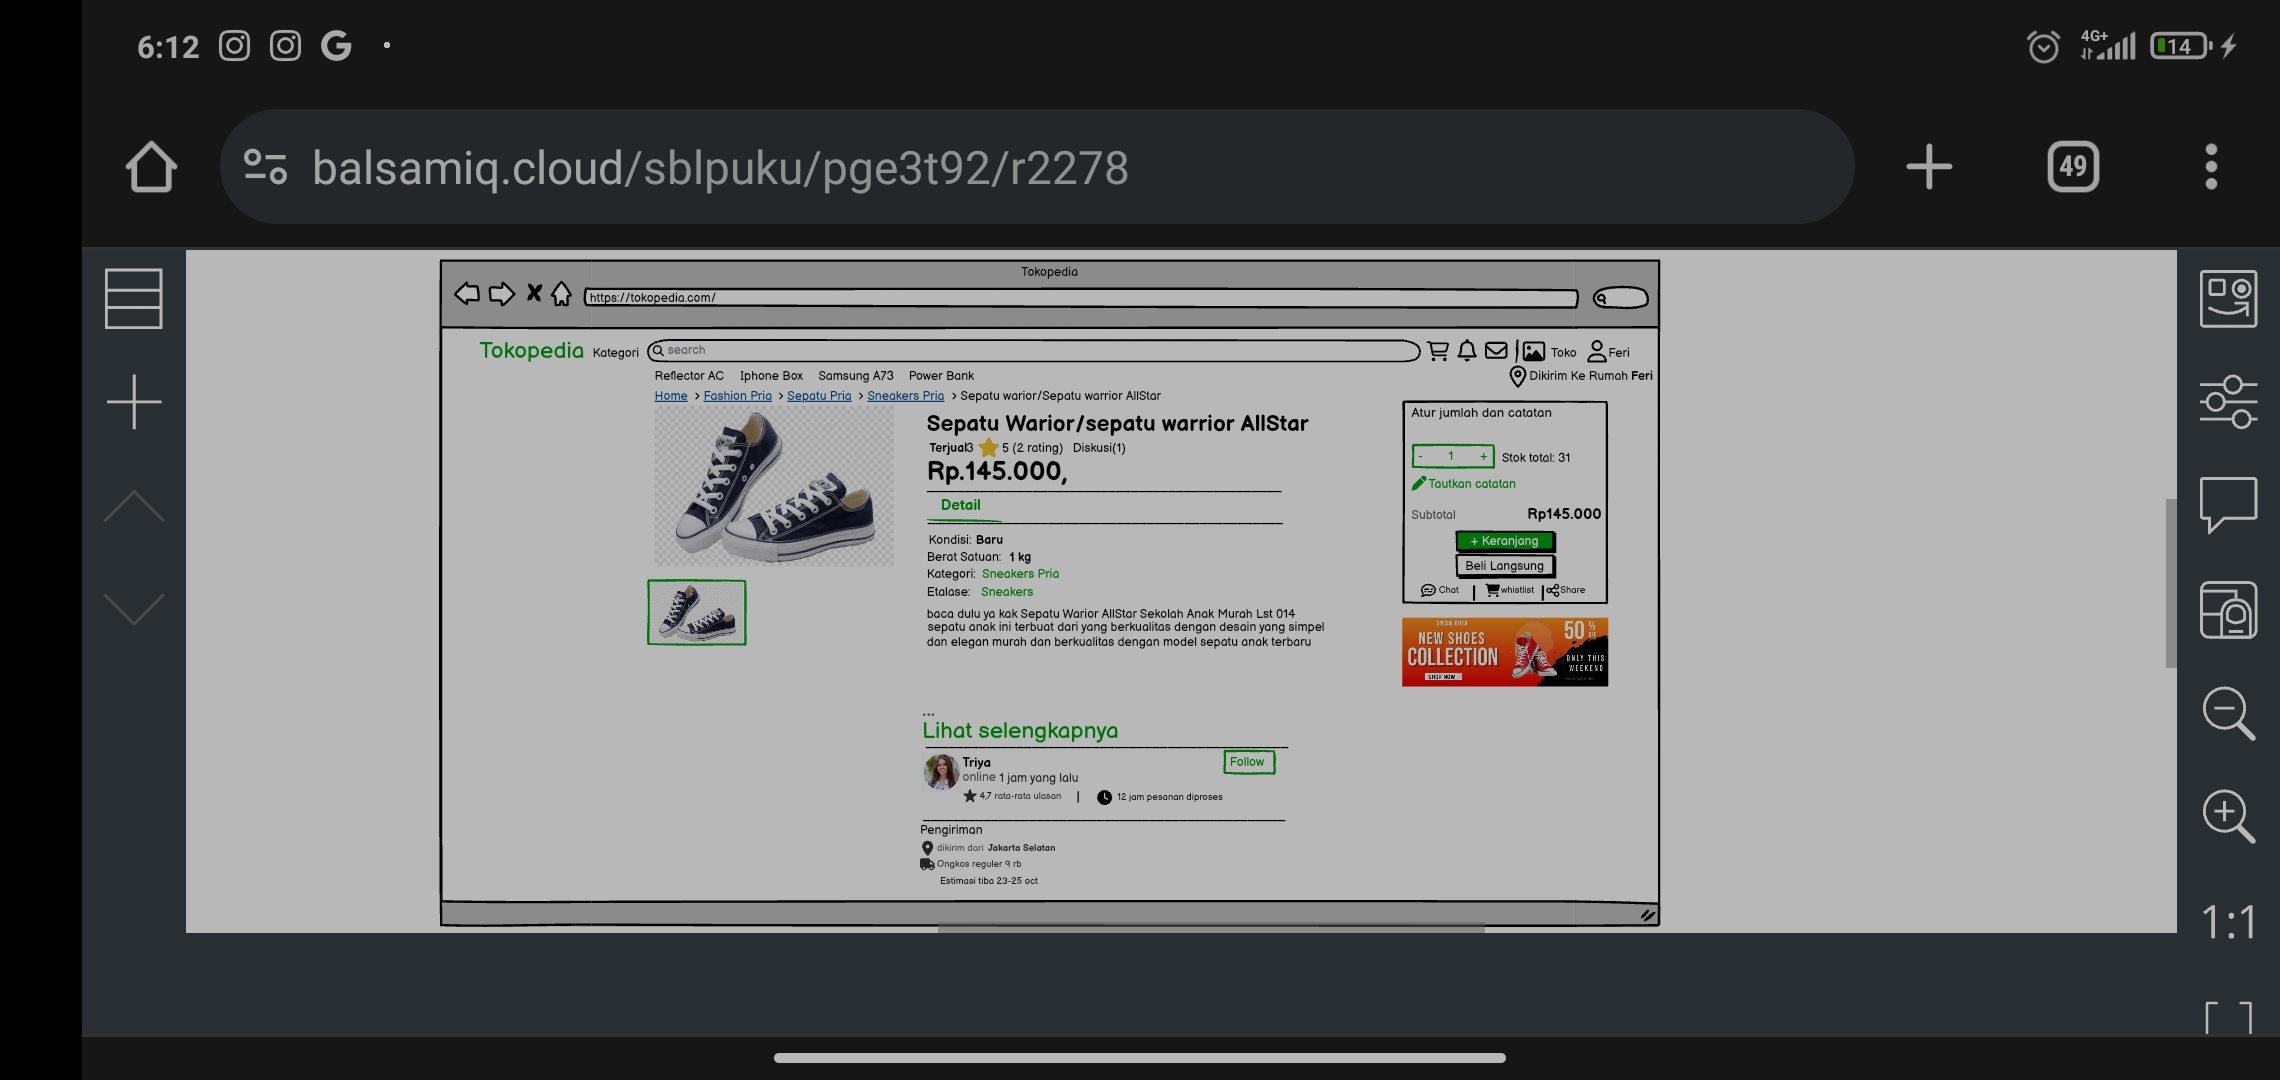 6:12
4G+
14
balsamiq.cloud/sblpuku/pge3t92/r2278
49
Tokopedia
https://tokopedia.com/
Tokopedia Kategori search Toko Feri
Reflector AC Iphone Box Samsung A73 Power Bank
Dikirim Ke Rumah Feri
Home > Fashion Pria > Sepatu Pria > Sneakers Pria > Sepatu warior/Sepatu warrior AllStar
Sepatu Warior/sepatu warrior AllStar
Terjual3 5 (2 rating) Diskusi(1)
Rp.145.000,
Detail
Kondisi: Baru
Berat Satuan: 1 kg
Kategori: Sneakers Pria
Etalase: Sneakers
baca dulu ya kak Sepatu Warior AllStar Sekolah Anak Murah Lst 014
sepatu anak ini terbuat dari yang berkualitas dengan desain yang simpel
dan elegan murah dan berkualitas dengan model sepatu anak terbaru
...
Lihat selengkapnya
Triya
online 1 jam yang lalu
Follow
4,7 rata-rata ulasan | 12 jam pesanan diproses
Pengiriman
dikirim dari Jakarta Selatan
Ongkos reguler 9 rb
Estimasi tiba 23-25 oct
Atur jumlah dan catatan
- 1 + Stok total: 31
Tautkan catatan
Subtotal Rp145.000
+ Keranjang
Beli Langsung
Chat | whistlist | Share
SPECIAL OFFER
NEW SHOES
COLLECTION
SHOP NOW
50 % OFF
ONLY THIS
WEEKEND
1:1